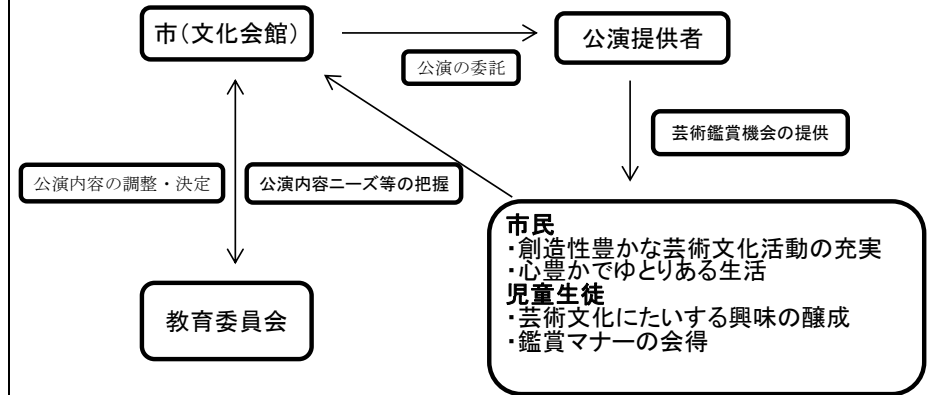 市(文化会館)
公演提供者
公演の委託
芸術鑑賞機会の提供
公演内容の調整・決定
公演内容ニーズ等の把握
教育委員会
市民
・創造性豊かな芸術文化活動の充実
・心豊かでゆとりある生活
児童生徒
・芸術文化にたいする興味の醸成
・鑑賞マナーの会得